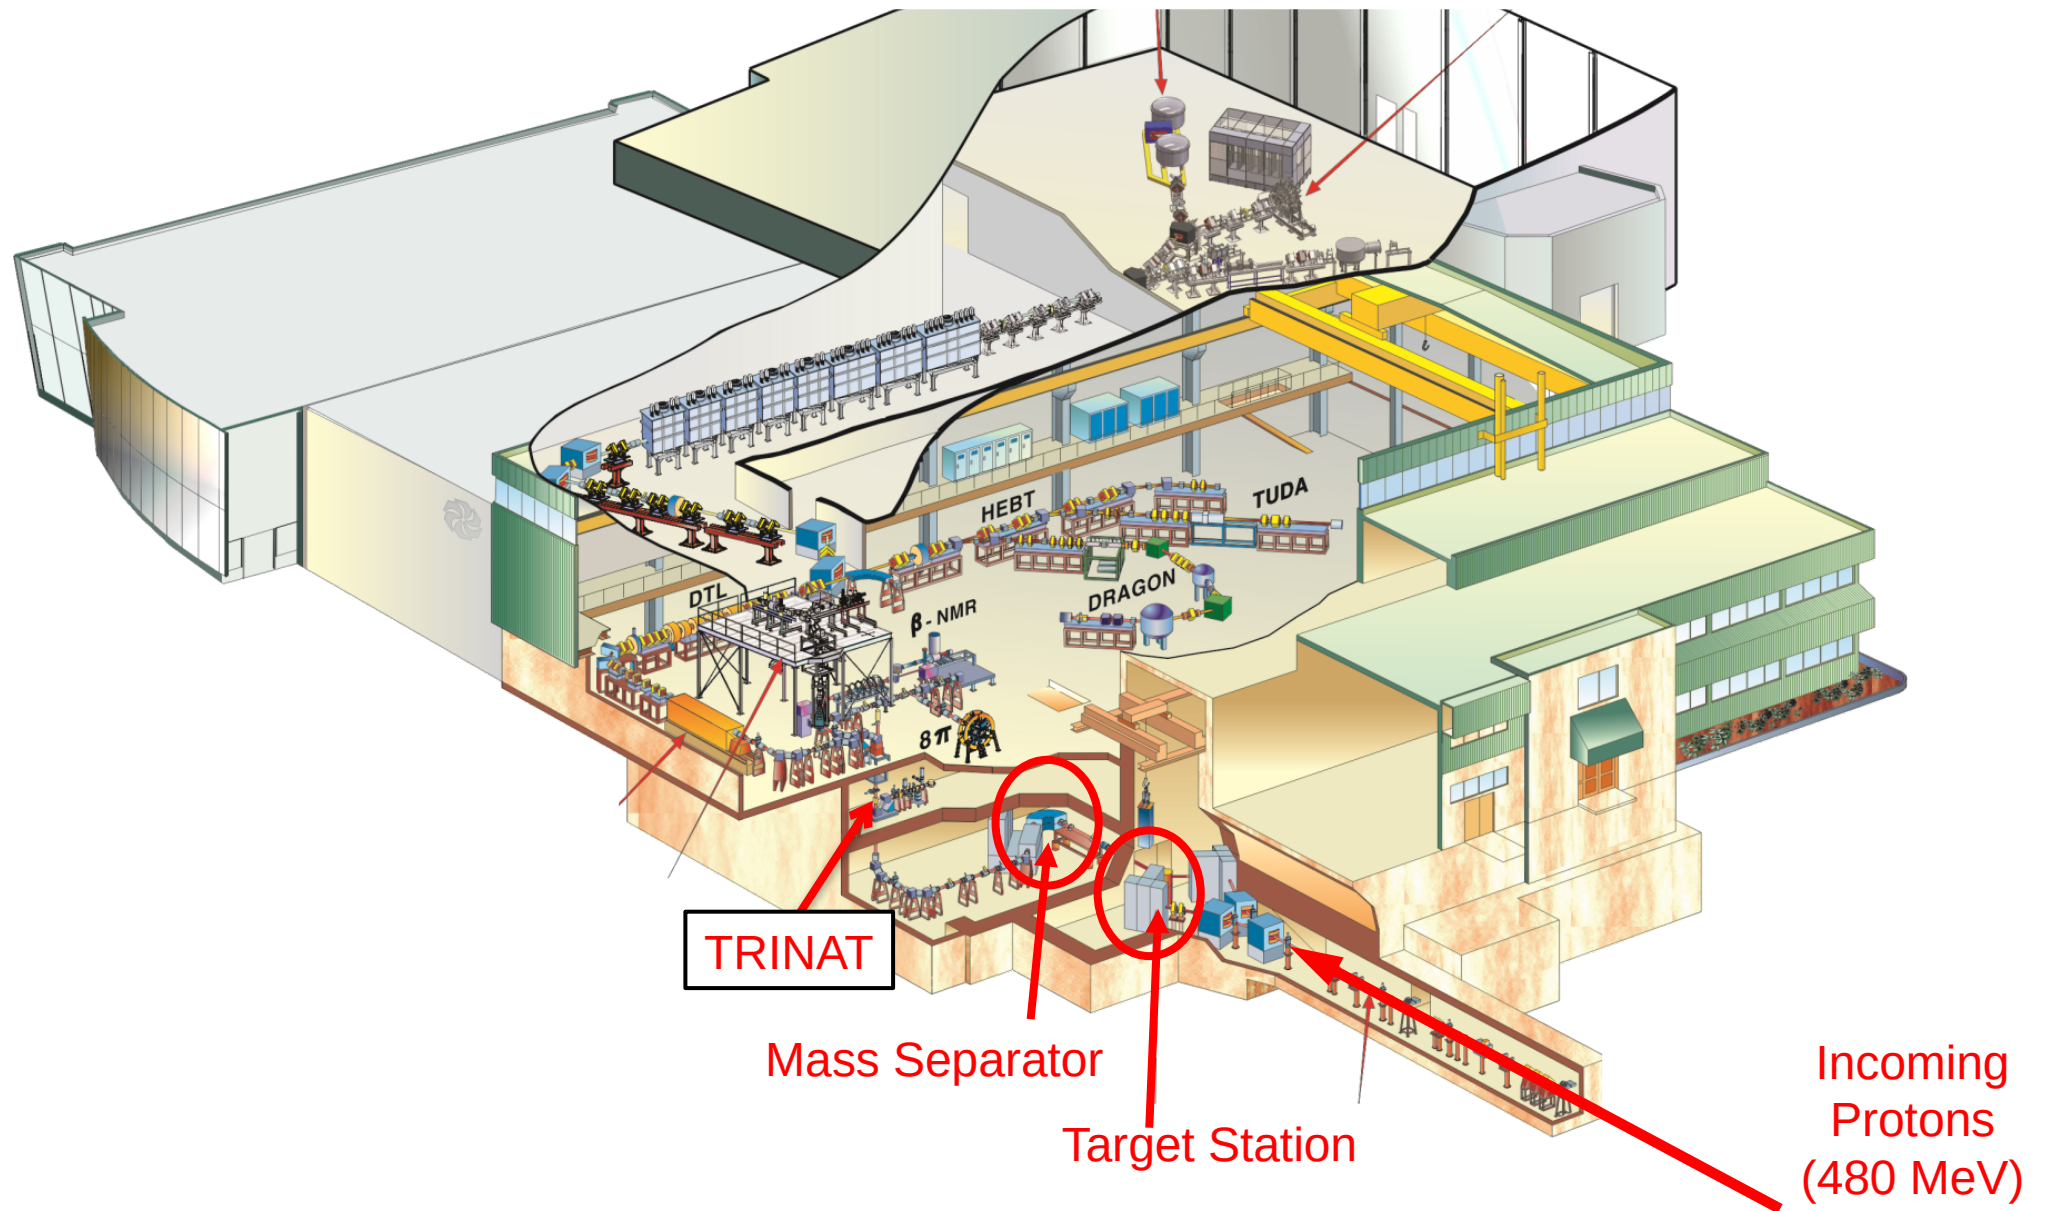 HEBT
TUDA
DTL
β - NMR
DRAGON
8π
TRINAT
Mass Separator
Target Station
Incoming
Protons
(480 MeV)